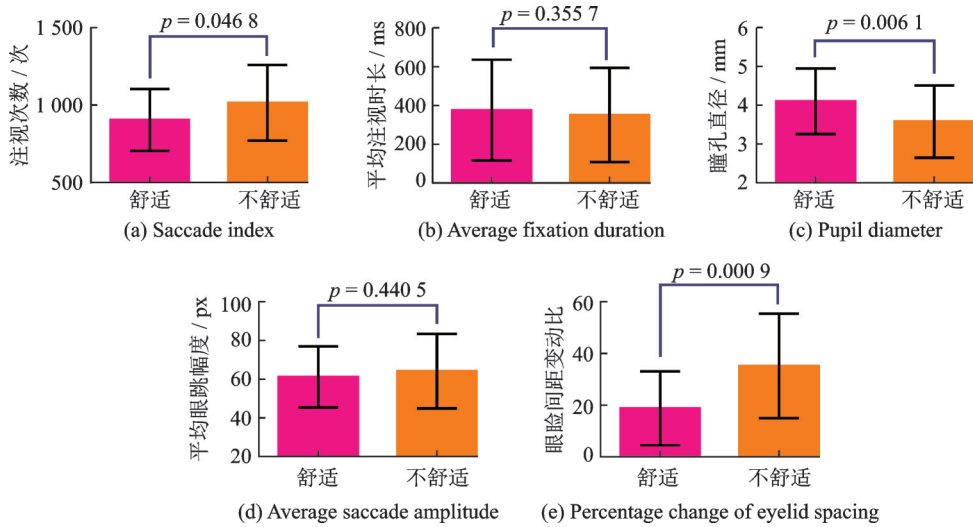 p = 0.046 8
注视次数 / 次
1 500
1 000
500
舒适
不舒适
(a) Saccade index
p = 0.355 7
平均注视时长 / ms
800
600
400
200
0
舒适
不舒适
(b) Average fixation duration
p = 0.006 1
瞳孔直径 / mm
6
5
4
3
2
舒适
不舒适
(c) Pupil diameter
p = 0.440 5
平均眼跳幅度 / px
100
80
60
40
20
舒适
不舒适
(d) Average saccade amplitude
p = 0.000 9
眼睑间距变动比
60
40
20
0
舒适
不舒适
(e) Percentage change of eyelid spacing